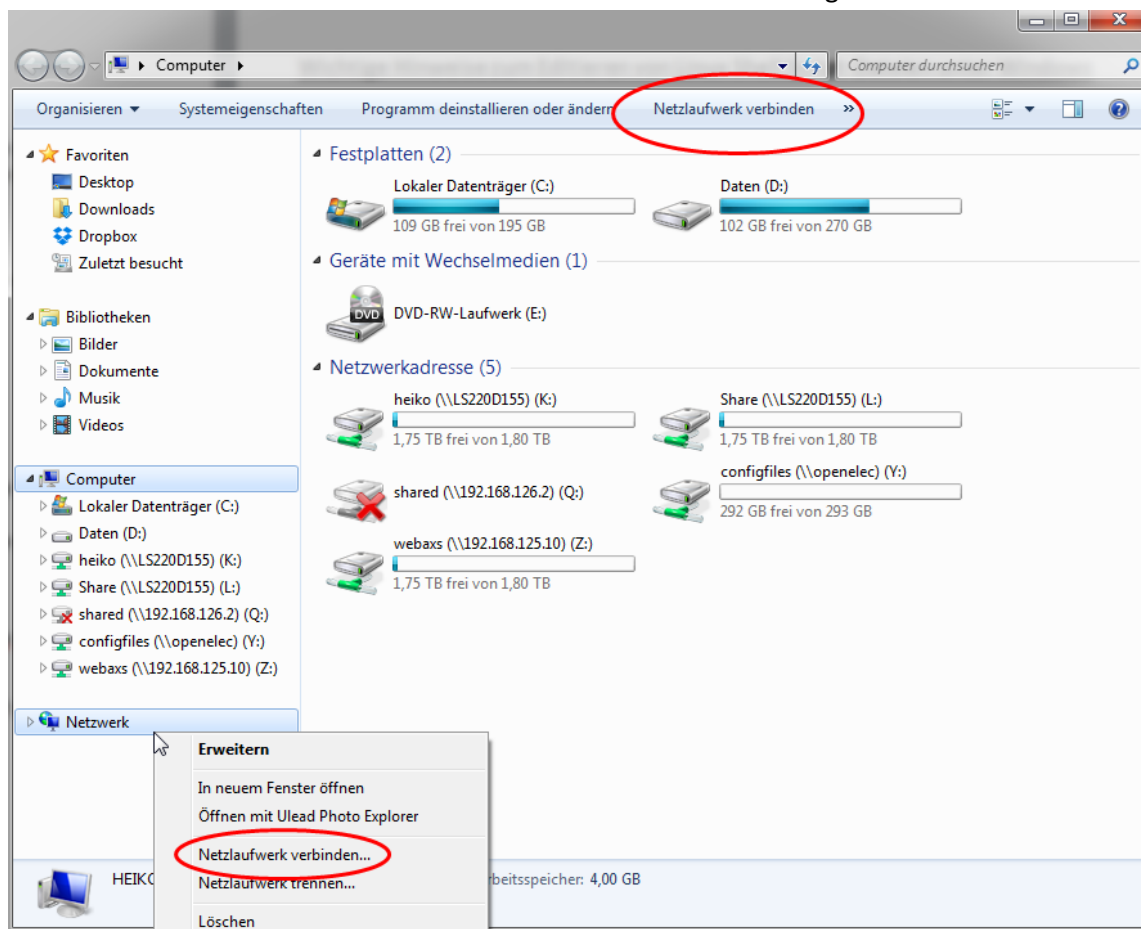 Computer
Computer durchsuchen
Organisieren
Systemeigenschaften
Programm deinstallieren oder ändern
Netzlaufwerk verbinden
»
Favoriten
Desktop
Downloads
Dropbox
Zuletzt besucht
Bibliotheken
Bilder
Dokumente
Musik
Videos
Computer
Lokaler Datenträger (C:)
Daten (D:)
heiko (\\LS220D155) (K:)
Share (\\LS220D155) (L:)
shared (\\192.168.126.2) (Q:)
configfiles (\\openelec) (Y:)
webaxs (\\192.168.125.10) (Z:)
Netzwerk
Festplatten (2)
Lokaler Datenträger (C:)
109 GB frei von 195 GB
Daten (D:)
102 GB frei von 270 GB
Geräte mit Wechselmedien (1)
DVD
DVD-RW-Laufwerk (E:)
Netzwerkadresse (5)
heiko (\\LS220D155) (K:)
1,75 TB frei von 1,80 TB
Share (\\LS220D155) (L:)
1,75 TB frei von 1,80 TB
shared (\\192.168.126.2) (Q:)
configfiles (\\openelec) (Y:)
292 GB frei von 293 GB
webaxs (\\192.168.125.10) (Z:)
1,75 TB frei von 1,80 TB
Erweitern
In neuem Fenster öffnen
Öffnen mit Ulead Photo Explorer
Netzlaufwerk verbinden...
Netzlaufwerk trennen...
Löschen
HEIKO
rbeitsspeicher: 4,00 GB